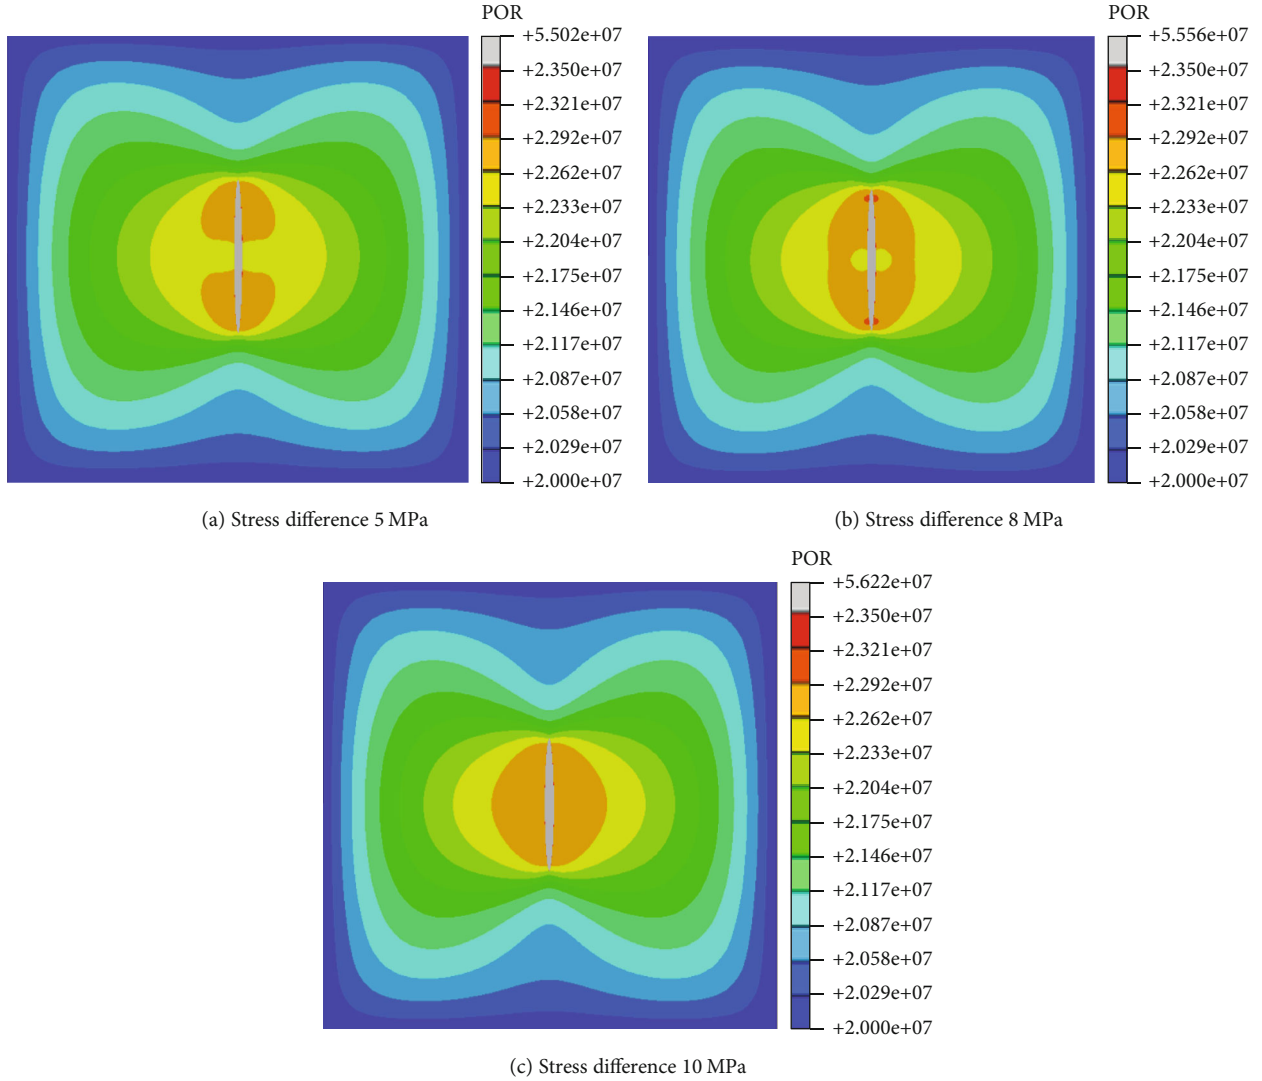 POR
+5.502e+07
+2.350e+07
+2.321e+07
+2.292e+07
+2.262e+07
+2.233e+07
+2.204e+07
+2.175e+07
+2.146e+07
+2.117e+07
+2.087e+07
+2.058e+07
+2.029e+07
+2.000e+07
(a) Stress difference 5 MPa
POR
+5.556e+07
+2.350e+07
+2.321e+07
+2.292e+07
+2.262e+07
+2.233e+07
+2.204e+07
+2.175e+07
+2.146e+07
+2.117e+07
+2.087e+07
+2.058e+07
+2.029e+07
+2.000e+07
(b) Stress difference 8 MPa
POR
+5.622e+07
+2.350e+07
+2.321e+07
+2.292e+07
+2.262e+07
+2.233e+07
+2.204e+07
+2.175e+07
+2.146e+07
+2.117e+07
+2.087e+07
+2.058e+07
+2.029e+07
+2.000e+07
(c) Stress difference 10 MPa